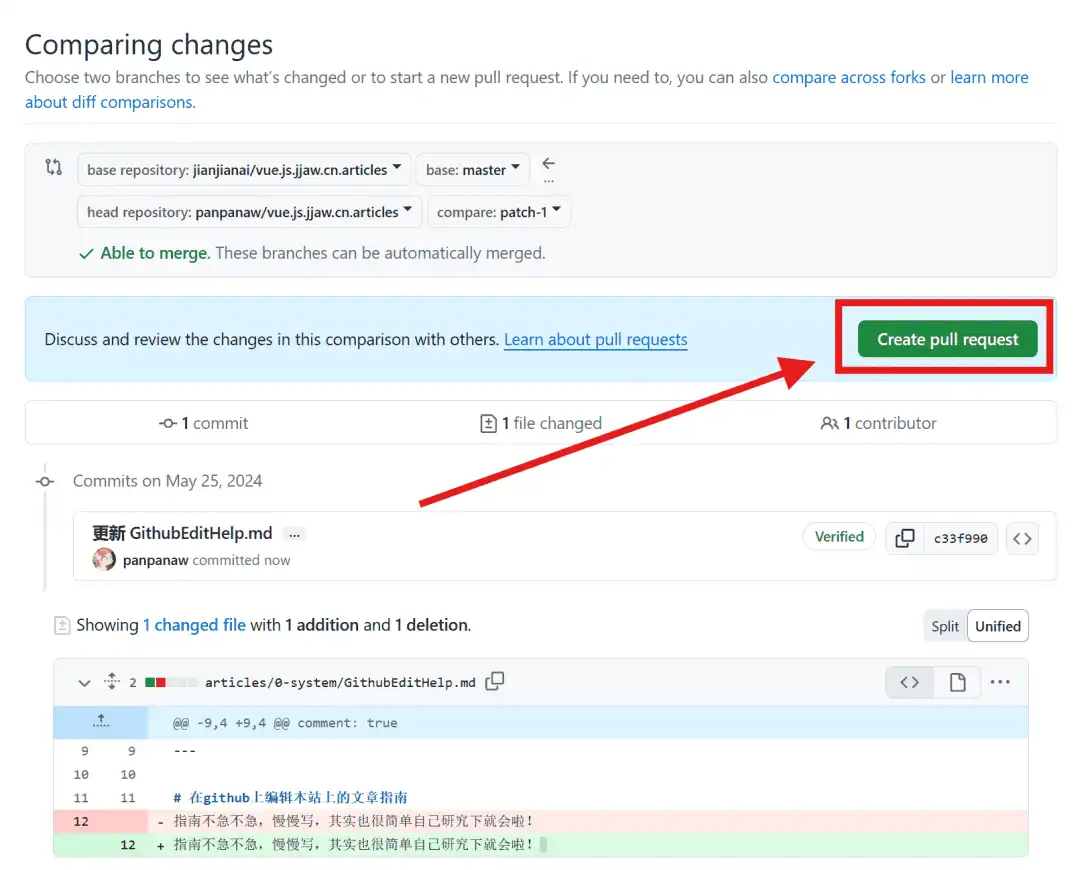 Comparing changes
Choose two branches to see what's changed or to start a new pull request. If you need to, you can also compare across forks or learn more
about diff comparisons.
base repository: jianjianai/vue.js.jjaw.cn.articles base: master
...
head repository: panpanaw/vue.js.jjaw.cn.articles compare: patch-1
Able to merge. These branches can be automatically merged.
Discuss and review the changes in this comparison with others. Learn about pull requests Create pull request
1 commit 1 file changed 1 contributor
Commits on May 25, 2024
更新 GithubEditHelp.md ... Verified c33f990
panpanaw committed now
Showing 1 changed file with 1 addition and 1 deletion. Split Unified
2 articles/0-system/GithubEditHelp.md
@@ -9,4 +9,4 @@ comment: true
9 9 ---
10 10
11 11 # 在github上编辑本站上的文章指南
12 - 指南不急不急，慢慢写，其实也很简单自己研究下就会啦！
12 + 指南不急不急，慢慢写，其实也很简单自己研究下就会啦！